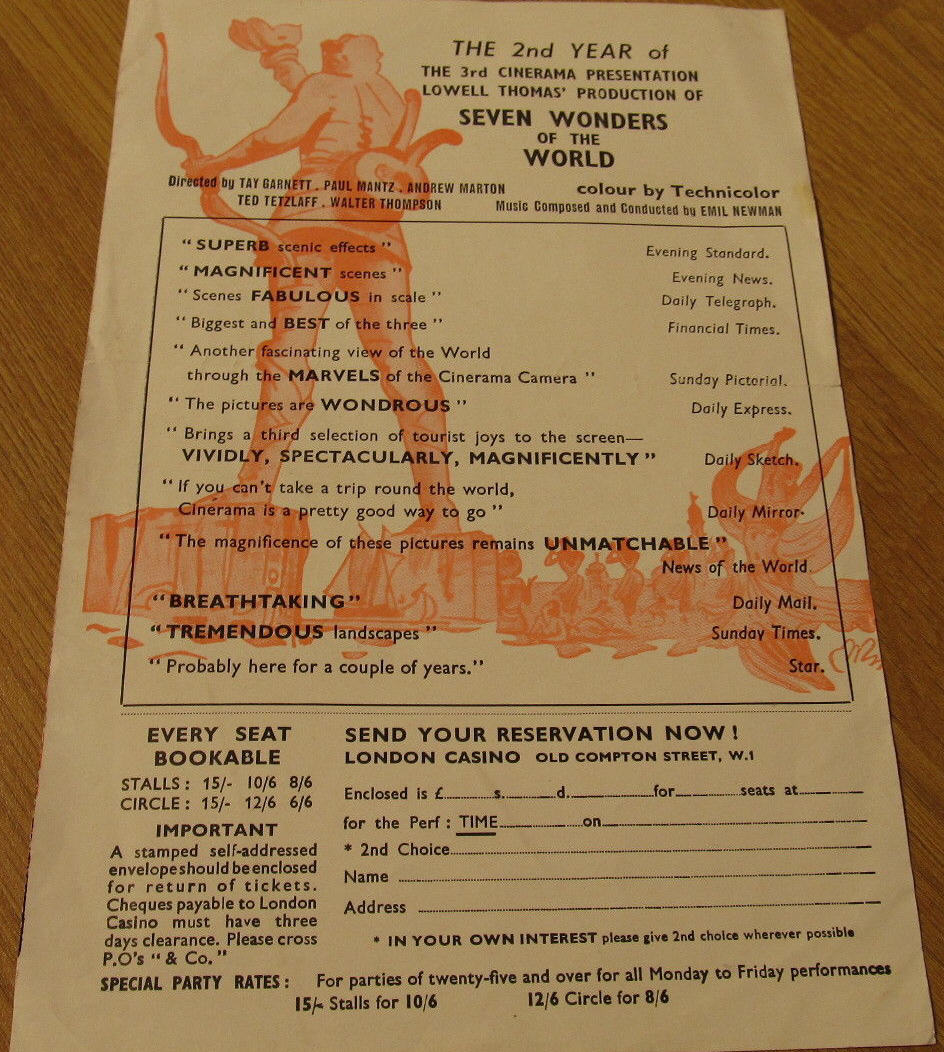 THE 2nd YEAR of
THE 3rd CINERAMA PRESENTATION
LOWELL THOMAS' PRODUCTION OF
SEVEN WONDERS
OF THE
WORLD
Directed by TAY GARNETT . PAUL MANTZ . ANDREW MARTON
TED TETZLAFF . WALTER THOMPSON
colour by Technicolor
Music Composed and Conducted by EMIL NEWMAN
"SUPERB scenic effects" Evening Standard.
"MAGNIFICENT scenes" Evening News.
"Scenes FABULOUS in scale" Daily Telegraph.
"Biggest and BEST of the three" Financial Times.
"Another fascinating view of the World
through the MARVELS of the Cinerama Camera" Sunday Pictorial.
"The pictures are WONDROUS" Daily Express.
"Brings a third selection of tourist joys to the screen—
VIVIDLY, SPECTACULARLY, MAGNIFICENTLY" Daily Sketch.
"If you can't take a trip round the world,
Cinerama is a pretty good way to go" Daily Mirror.
"The magnificence of these pictures remains UNMATCHABLE"
News of the World.
"BREATHTAKING" Daily Mail.
"TREMENDOUS landscapes" Sunday Times.
"Probably here for a couple of years." Star.
EVERY SEAT
BOOKABLE
STALLS: 15/- 10/6 8/6
CIRCLE: 15/- 12/6 6/6
IMPORTANT
A stamped self-addressed
envelope should be enclosed
for return of tickets.
Cheques payable to London
Casino must have three
days clearance. Please cross
P.O's "& Co."
SEND YOUR RESERVATION NOW!
LONDON CASINO OLD COMPTON STREET, W.1
Enclosed is £..........s..........d..........for..........seats at..........
for the Perf: TIME..........on..........
* 2nd Choice..........
Name ..........
Address ..........
* IN YOUR OWN INTEREST please give 2nd choice wherever possible
SPECIAL PARTY RATES: For parties of twenty-five and over for all Monday to Friday performances
15/- Stalls for 10/6 12/6 Circle for 8/6